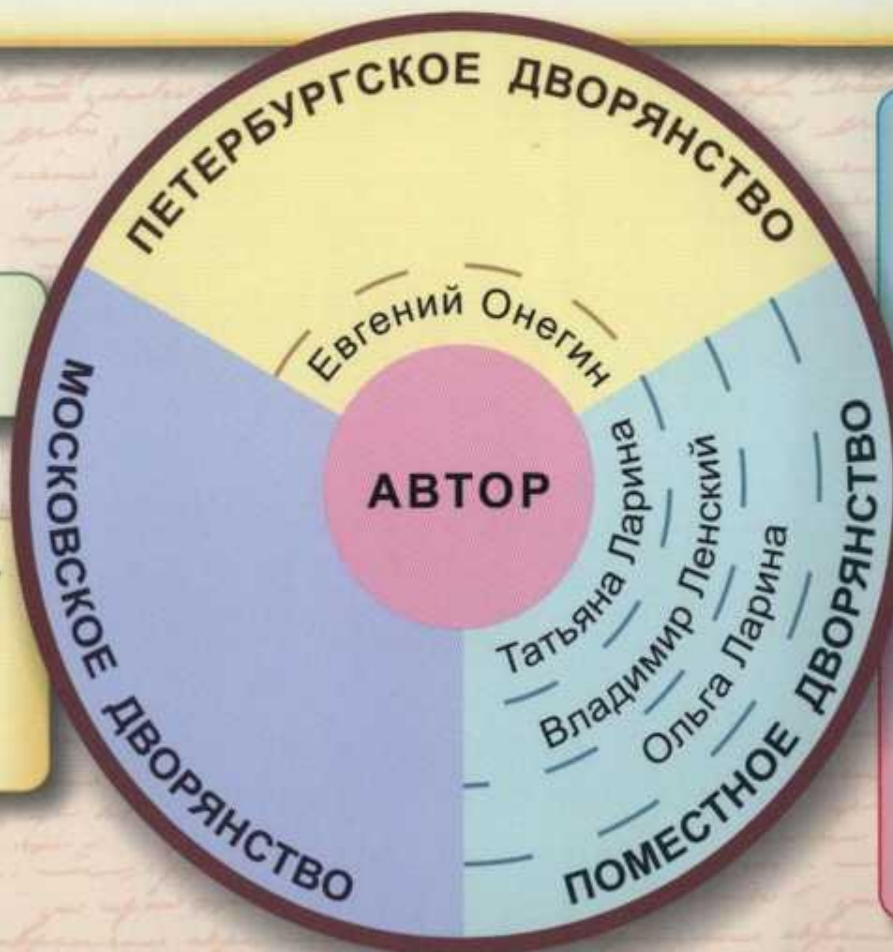 ПЕТЕРБУРГСКОЕ ДВОРЯНСТВО
Евгений Онегин
АВТОР
МОСКОВСКОЕ ДВОРЯНСТВО
Татьяна Ларина
Владимир Ленский
Ольга Ларина
ПОМЕСТНОЕ ДВОРЯНСТВО